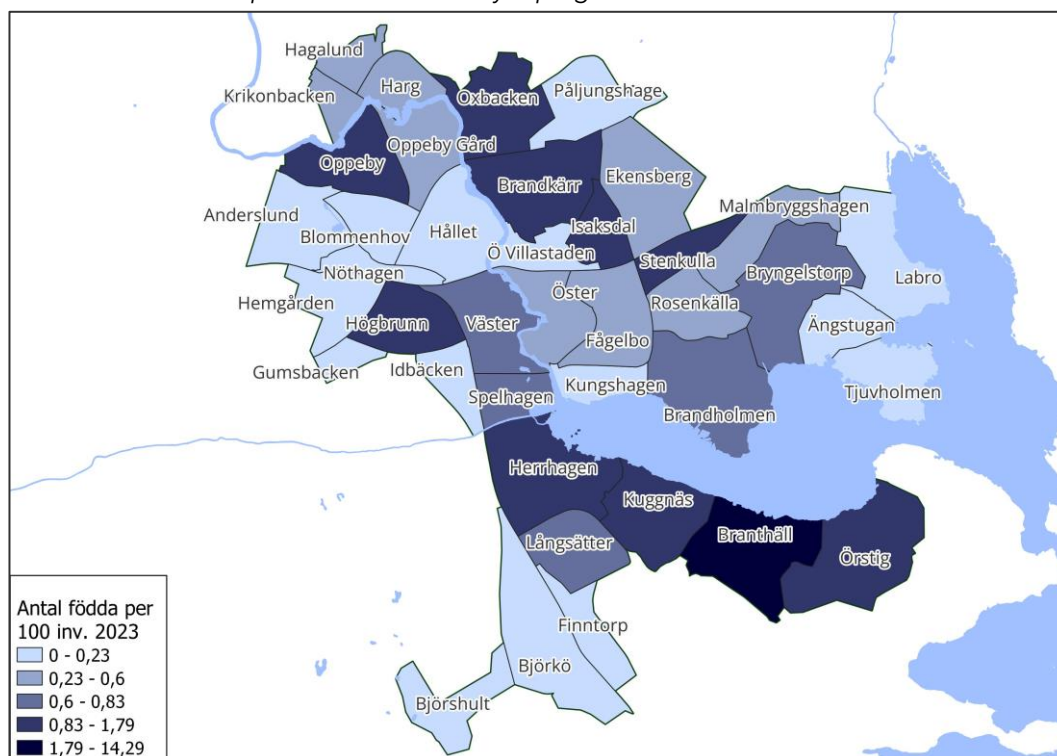 Hagalund
Krikonbacken
Harg
Oxbacken
Påljungshage
Oppeby Gård
Oppeby
Brandkärr
Ekensberg
Anderslund
Blommenhov
Hållet
Isaksdal
Ö Villastaden
Malmbryggshagen
Stenkulla
Bryngelstorp
Labro
Nöthagen
Hemgården
Högbrunn
Väster
Öster
Rosenkälla
Ängstugan
Fågelbo
Gumsbacken
Idbäcken
Spelhagen
Kungshagen
Brandholmen
Tjuvholmen
Herrhagen
Kuggnäs
Branthäll
Örstig
Långsätter
Finntorp
Björkö
Björshult
Antal födda per
100 inv. 2023
0 - 0,23
0,23 - 0,6
0,6 - 0,83
0,83 - 1,79
1,79 - 14,29